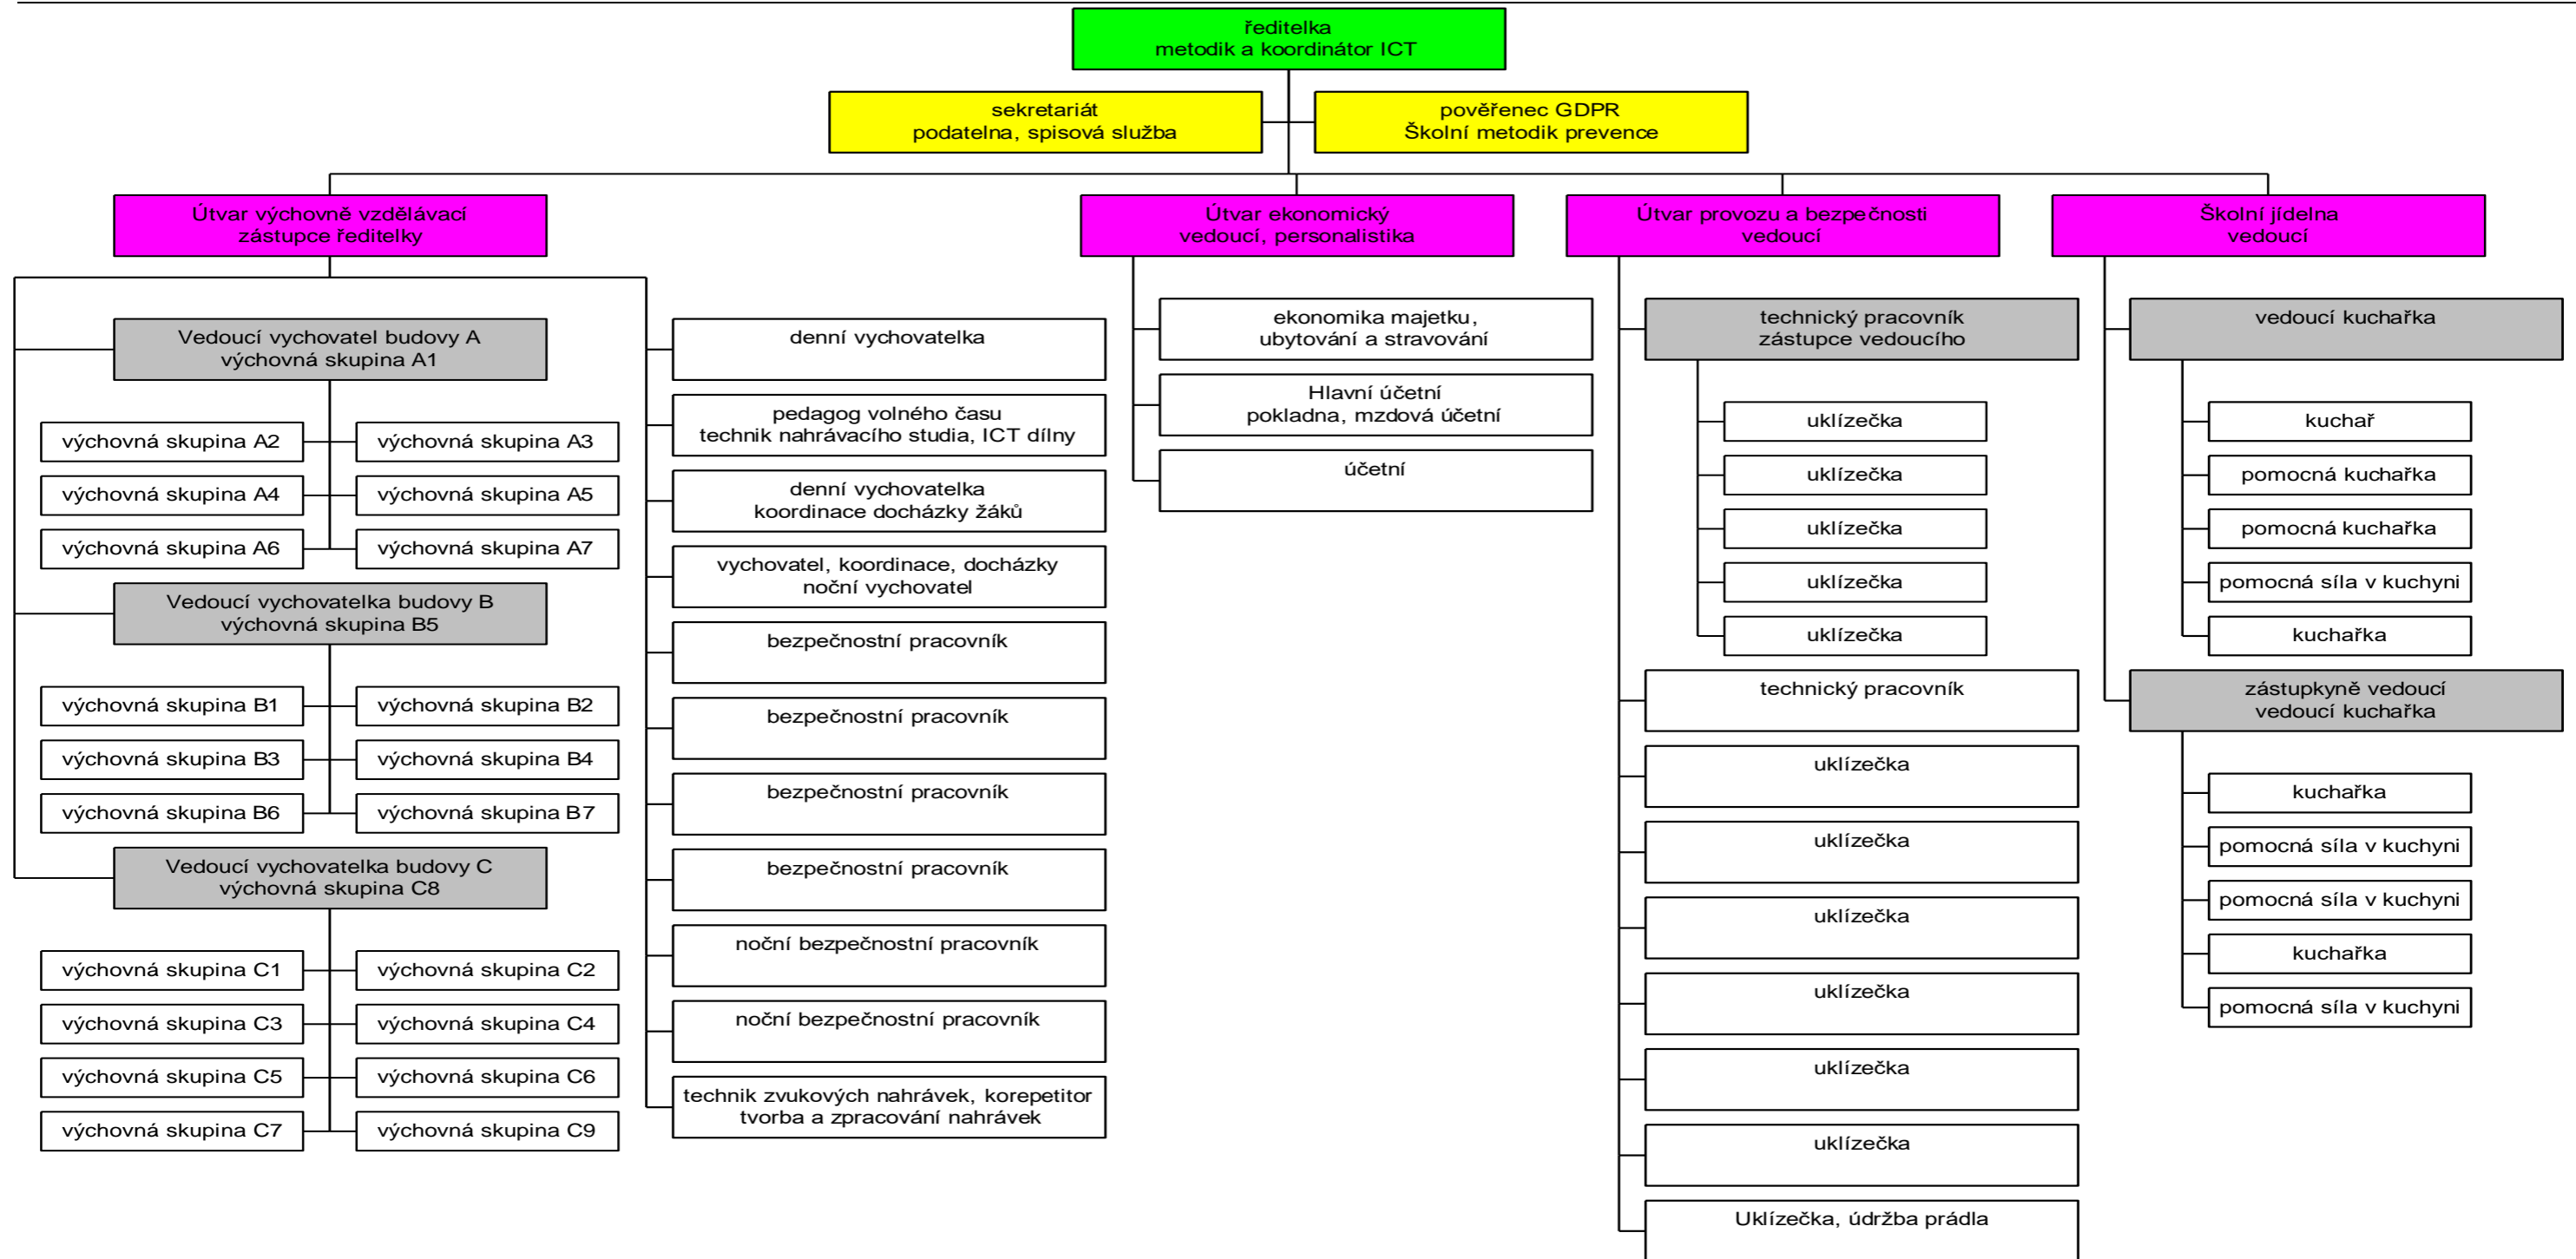 ředitelka
metodik a koordinátor ICT
sekretariát
podatelna, spisová služba
pověřenec GDPR
Školní metodik prevence
Útvar výchovně vzdělávací
zástupce ředitelky
Útvar ekonomický
vedoucí, personalistika
Útvar provozu a bezpečnosti
vedoucí
Školní jídelna
vedoucí
Vedoucí vychovatel budovy A
výchovná skupina A1
výchovná skupina A2
výchovná skupina A3
výchovná skupina A4
výchovná skupina A5
výchovná skupina A6
výchovná skupina A7
Vedoucí vychovatelka budovy B
výchovná skupina B5
výchovná skupina B1
výchovná skupina B2
výchovná skupina B3
výchovná skupina B4
výchovná skupina B6
výchovná skupina B7
Vedoucí vychovatelka budovy C
výchovná skupina C8
výchovná skupina C1
výchovná skupina C2
výchovná skupina C3
výchovná skupina C4
výchovná skupina C5
výchovná skupina C6
výchovná skupina C7
výchovná skupina C9
denní vychovatelka
pedagog volného času
technik nahrávacího studia, ICT dílny
denní vychovatelka
koordinace docházky žáků
vychovatel, koordinace, docházky
noční vychovatel
bezpečnostní pracovník
bezpečnostní pracovník
bezpečnostní pracovník
bezpečnostní pracovník
noční bezpečnostní pracovník
noční bezpečnostní pracovník
technik zvukových nahrávek, korepetitor
tvorba a zpracování nahrávek
ekonomika majetku,
ubytování a stravování
Hlavní účetní
pokladna, mzdová účetní
účetní
technický pracovník
zástupce vedoucího
uklízečka
uklízečka
uklízečka
uklízečka
uklízečka
technický pracovník
uklízečka
uklízečka
uklízečka
uklízečka
uklízečka
uklízečka
Uklízečka, údržba prádla
vedoucí kuchařka
kuchař
pomocná kuchařka
pomocná kuchařka
pomocná síla v kuchyni
kuchařka
zástupkyně vedoucí
vedoucí kuchařka
kuchařka
pomocná síla v kuchyni
pomocná síla v kuchyni
kuchařka
pomocná síla v kuchyni